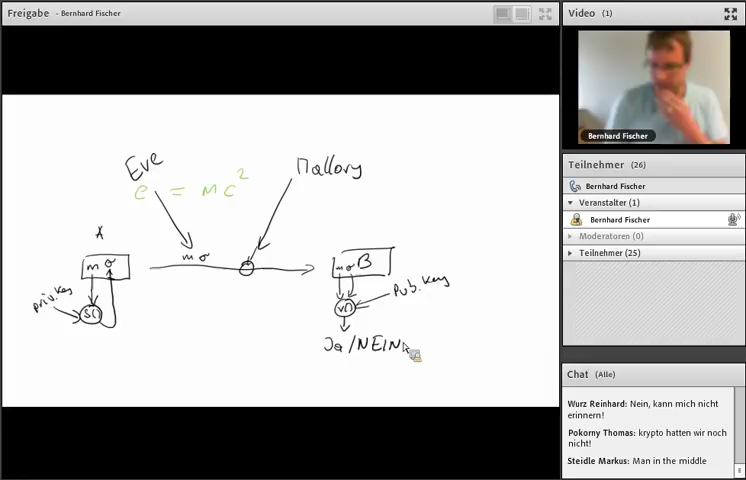 Freigabe - Bernhard Fischer
Eve
Mallory
e = mc²
A
m σ
m σ
m σ B
priv.key
S()
Pub.key
V()
Ja/NEIN
Video (1)
Bernhard Fischer
Teilnehmer (26)
Bernhard Fischer
Veranstalter (1)
Bernhard Fischer
Moderatoren (0)
Teilnehmer (25)
Chat (Alle)
Wurz Reinhard: Nein, kann mich nicht
erinnern!
Pokorny Thomas: krypto hatten wir noch
nicht!
Steidle Markus: Man in the middle